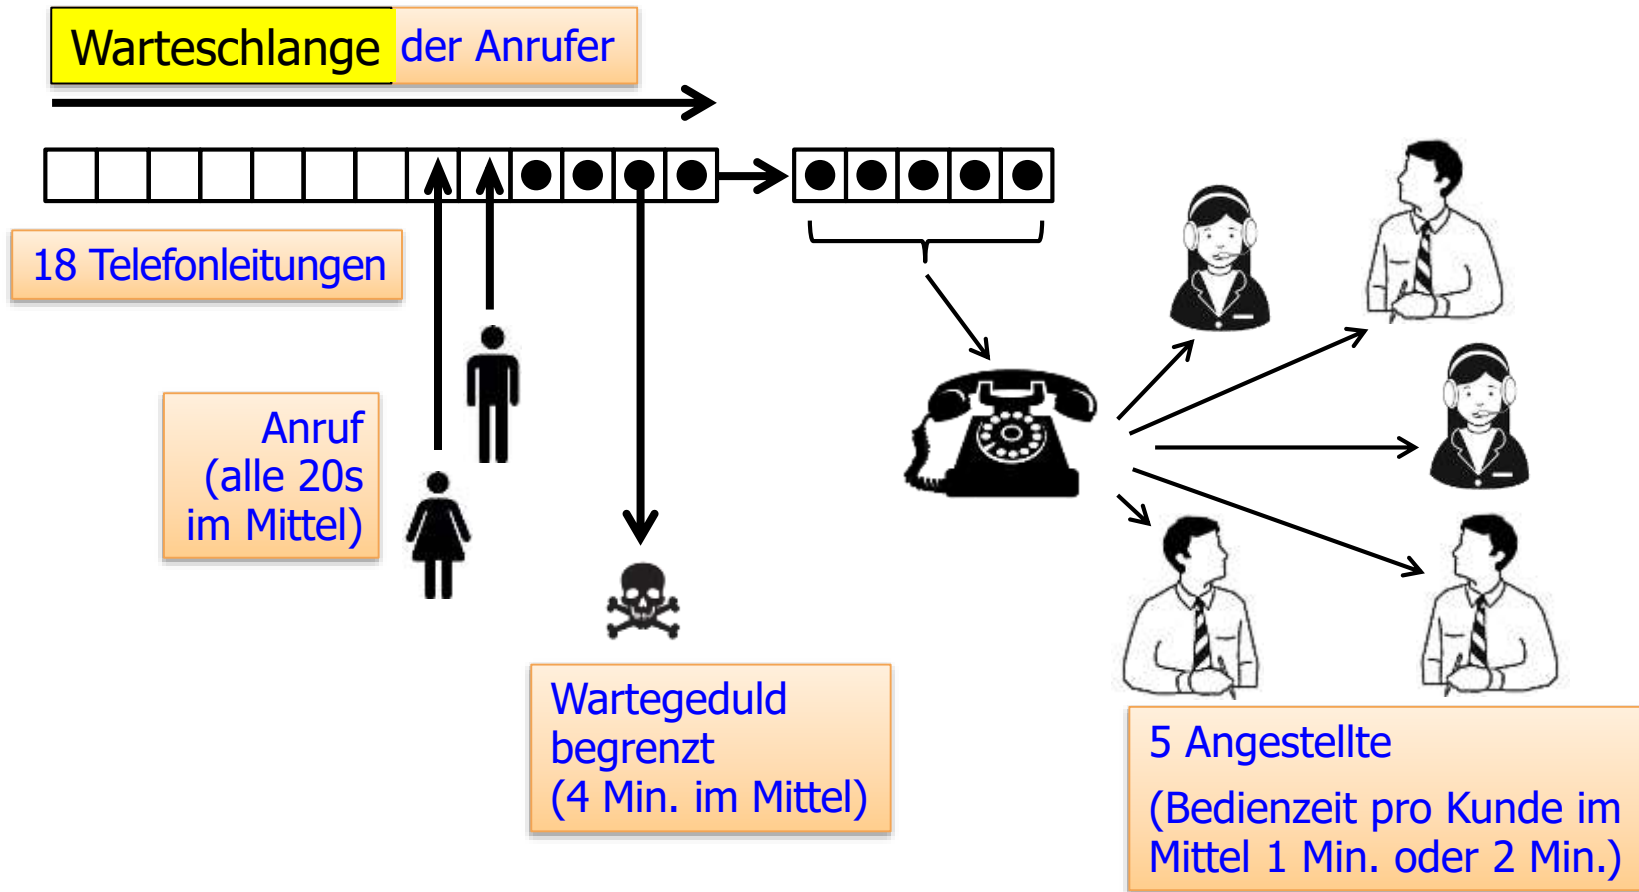 Warteschlange der Anrufer
18 Telefonleitungen
Anruf
(alle 20s
im Mittel)
Wartegeduld
begrenzt
(4 Min. im Mittel)
5 Angestellte
(Bedienzeit pro Kunde im
Mittel 1 Min. oder 2 Min.)